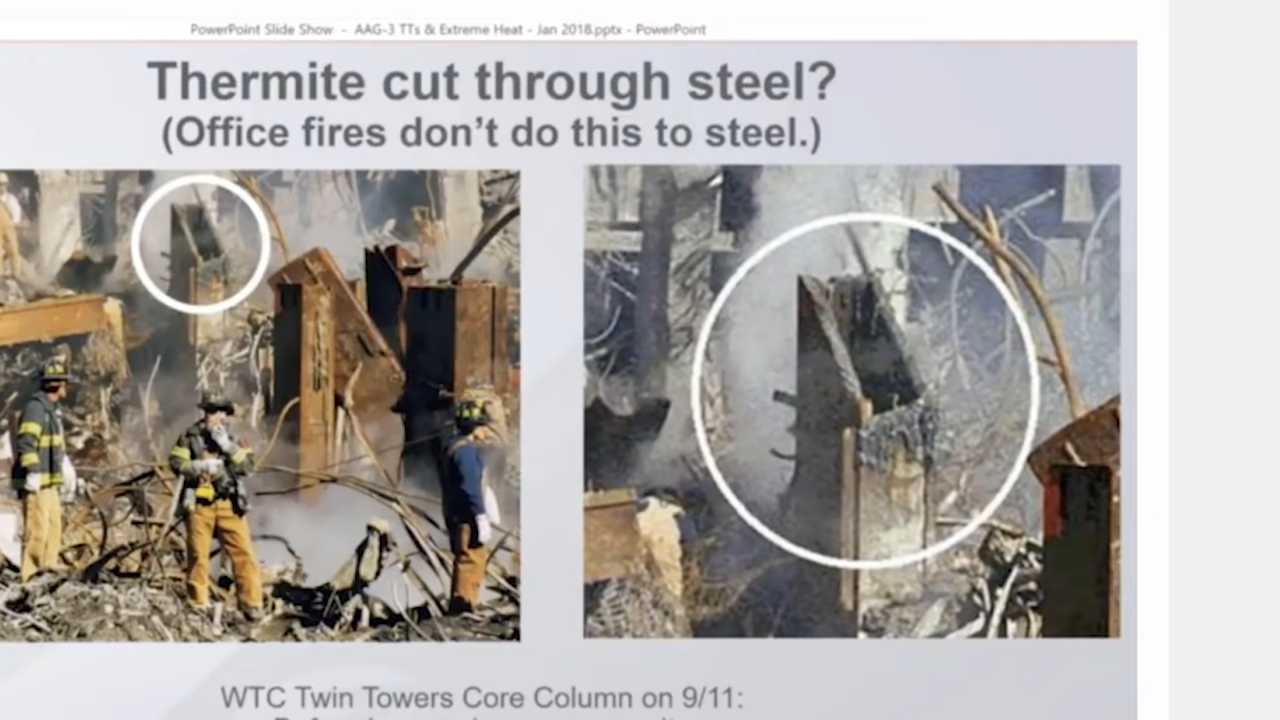 PowerPoint Slide Show - AAG-3 TTs & Extreme Heat - Jan 2018.pptx - PowerPoint
Thermite cut through steel?
(Office fires don't do this to steel.)
WTC Twin Towers Core Column on 9/11: